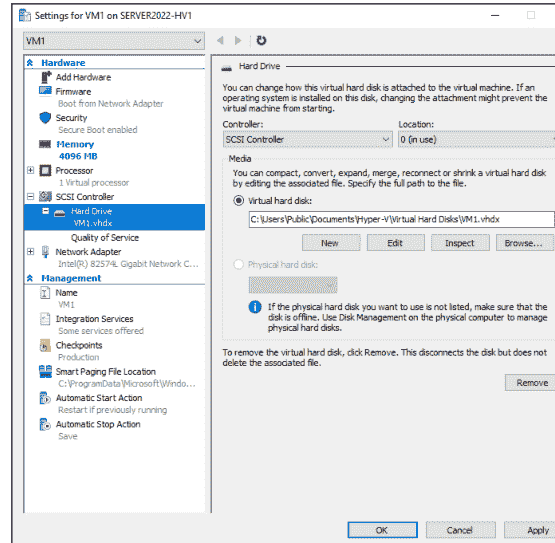 Settings for VM1 on SERVER2022-HV1
VM1
Hardware
Add Hardware
Firmware
Boot from Network Adapter
Security
Secure Boot enabled
Memory
4096 MB
Processor
1 Virtual processor
SCSI Controller
Hard Drive
VM1.vhdx
Quality of Service
Network Adapter
Intel(R) 82574L Gigabit Network C...
Management
Name
VM1
Integration Services
Some services offered
Checkpoints
Production
Smart Paging File Location
C:\ProgramData\Microsoft\Windo...
Automatic Start Action
Restart if previously running
Automatic Stop Action
Save
Hard Drive
You can change how this virtual hard disk is attached to the virtual machine. If an
operating system is installed on this disk, changing the attachment might prevent the
virtual machine from starting.
Controller:
Location:
SCSI Controller
0 (in use)
Media
You can compact, convert, expand, merge, reconnect or shrink a virtual hard disk
by editing the associated file. Specify the full path to the file.
Virtual hard disk:
C:\Users\Public\Documents\Hyper-V\Virtual Hard Disks\VM1.vhdx
New
Edit
Inspect
Browse...
Physical hard disk:
If the physical hard disk you want to use is not listed, make sure that the
disk is offline. Use Disk Management on the physical computer to manage
physical hard disks.
To remove the virtual hard disk, click Remove. This disconnects the disk but does not
delete the associated file.
Remove
OK
Cancel
Apply